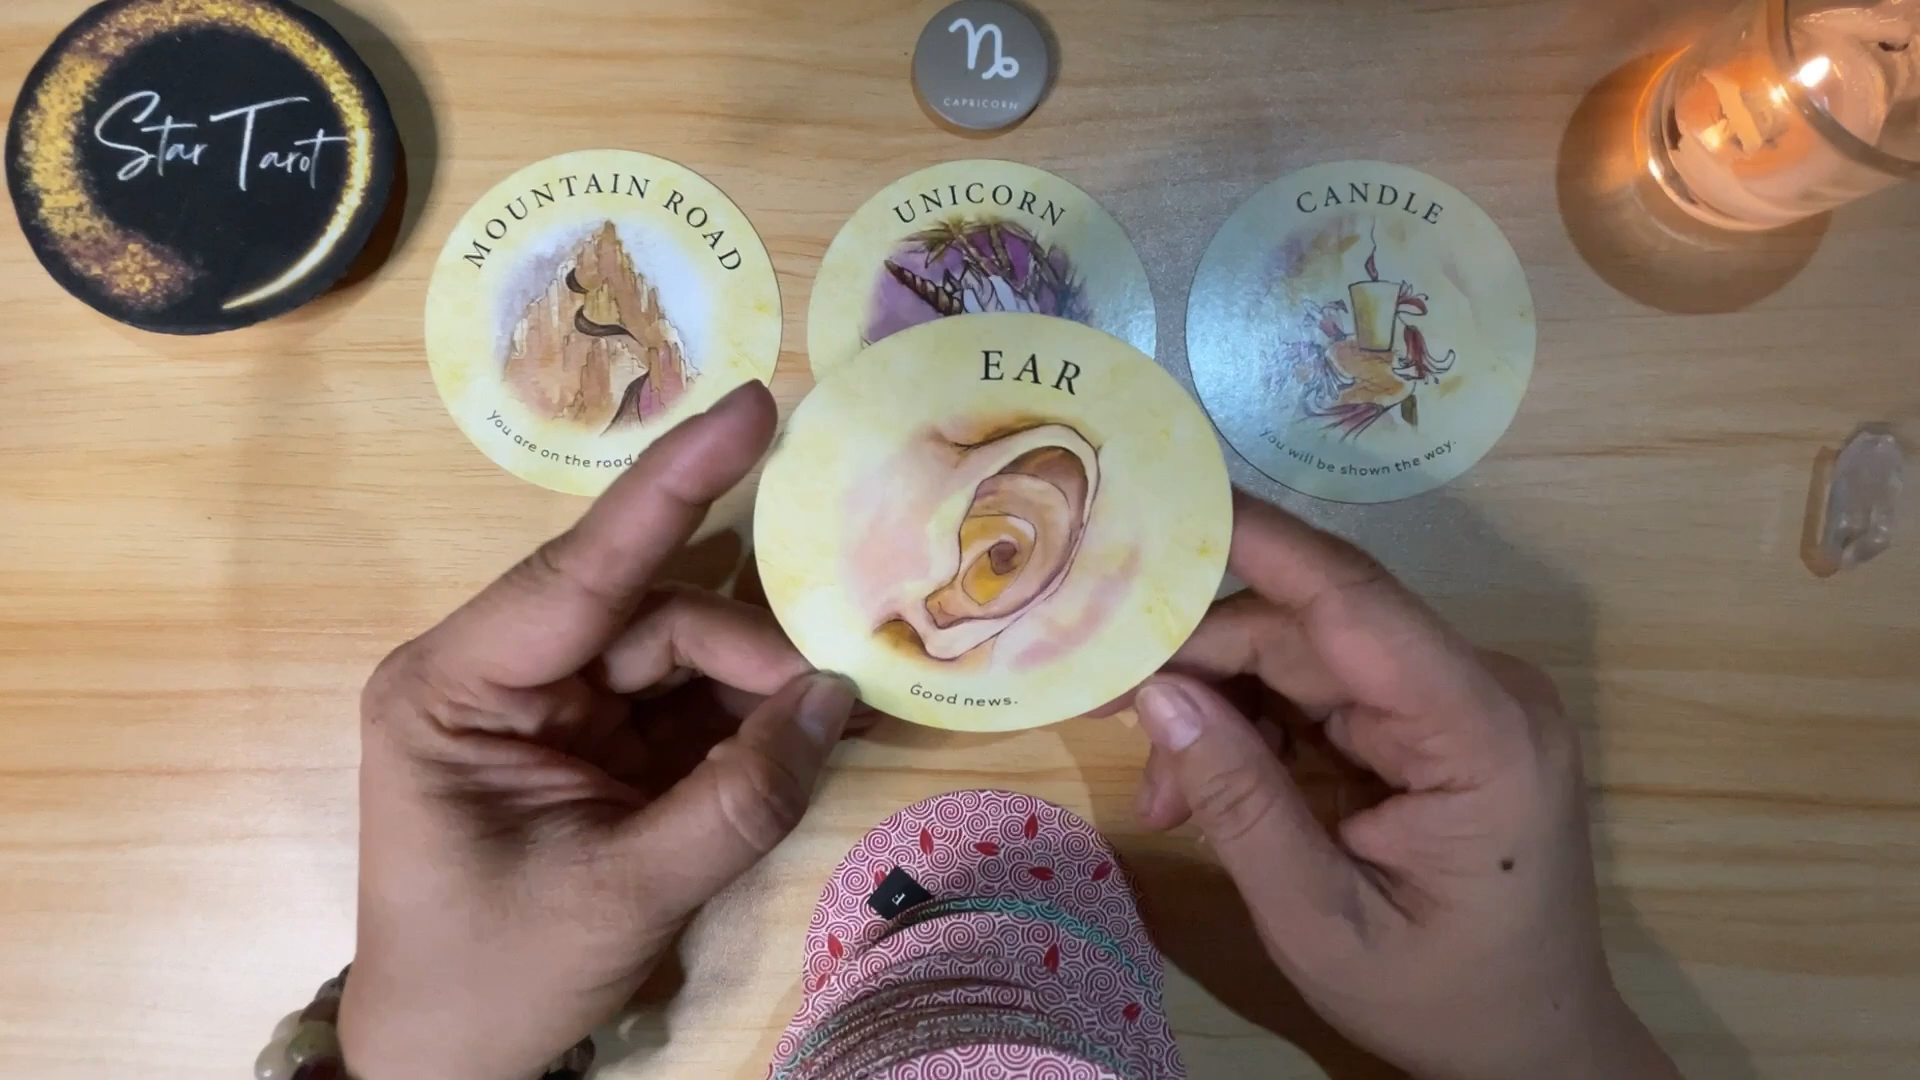 Star Tarot
CAPRICORN
MOUNTAIN ROAD
you are on the road
UNICORN
CANDLE
you will be shown the way.
EAR
Good news.